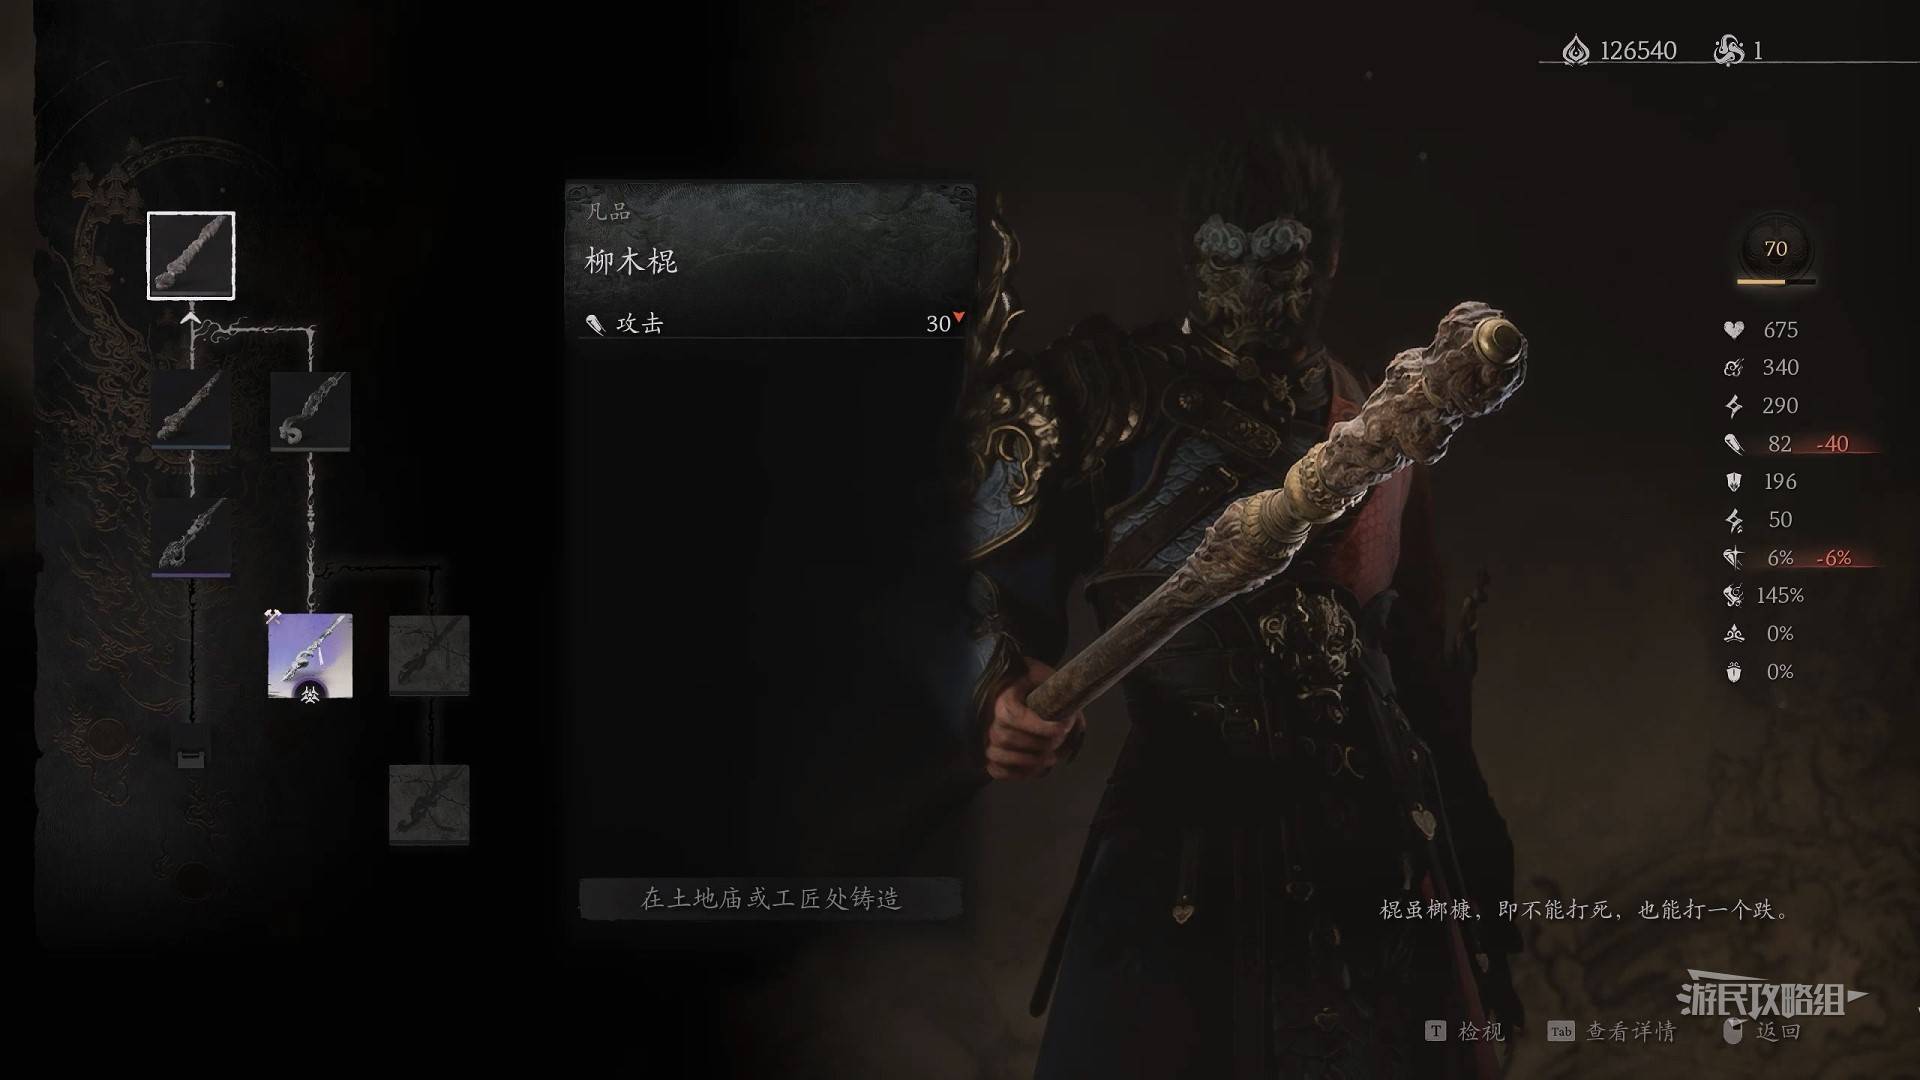 126540 1
凡品
柳木棍
攻击 30
70
675
340
290
82 -40
196
50
6% -6%
145%
0%
0%
在土地庙或工匠处铸造
棍虽榔槺，即不能打死，也能打一个跌。
游民攻略组
T 检视 Tab 查看详情 返回